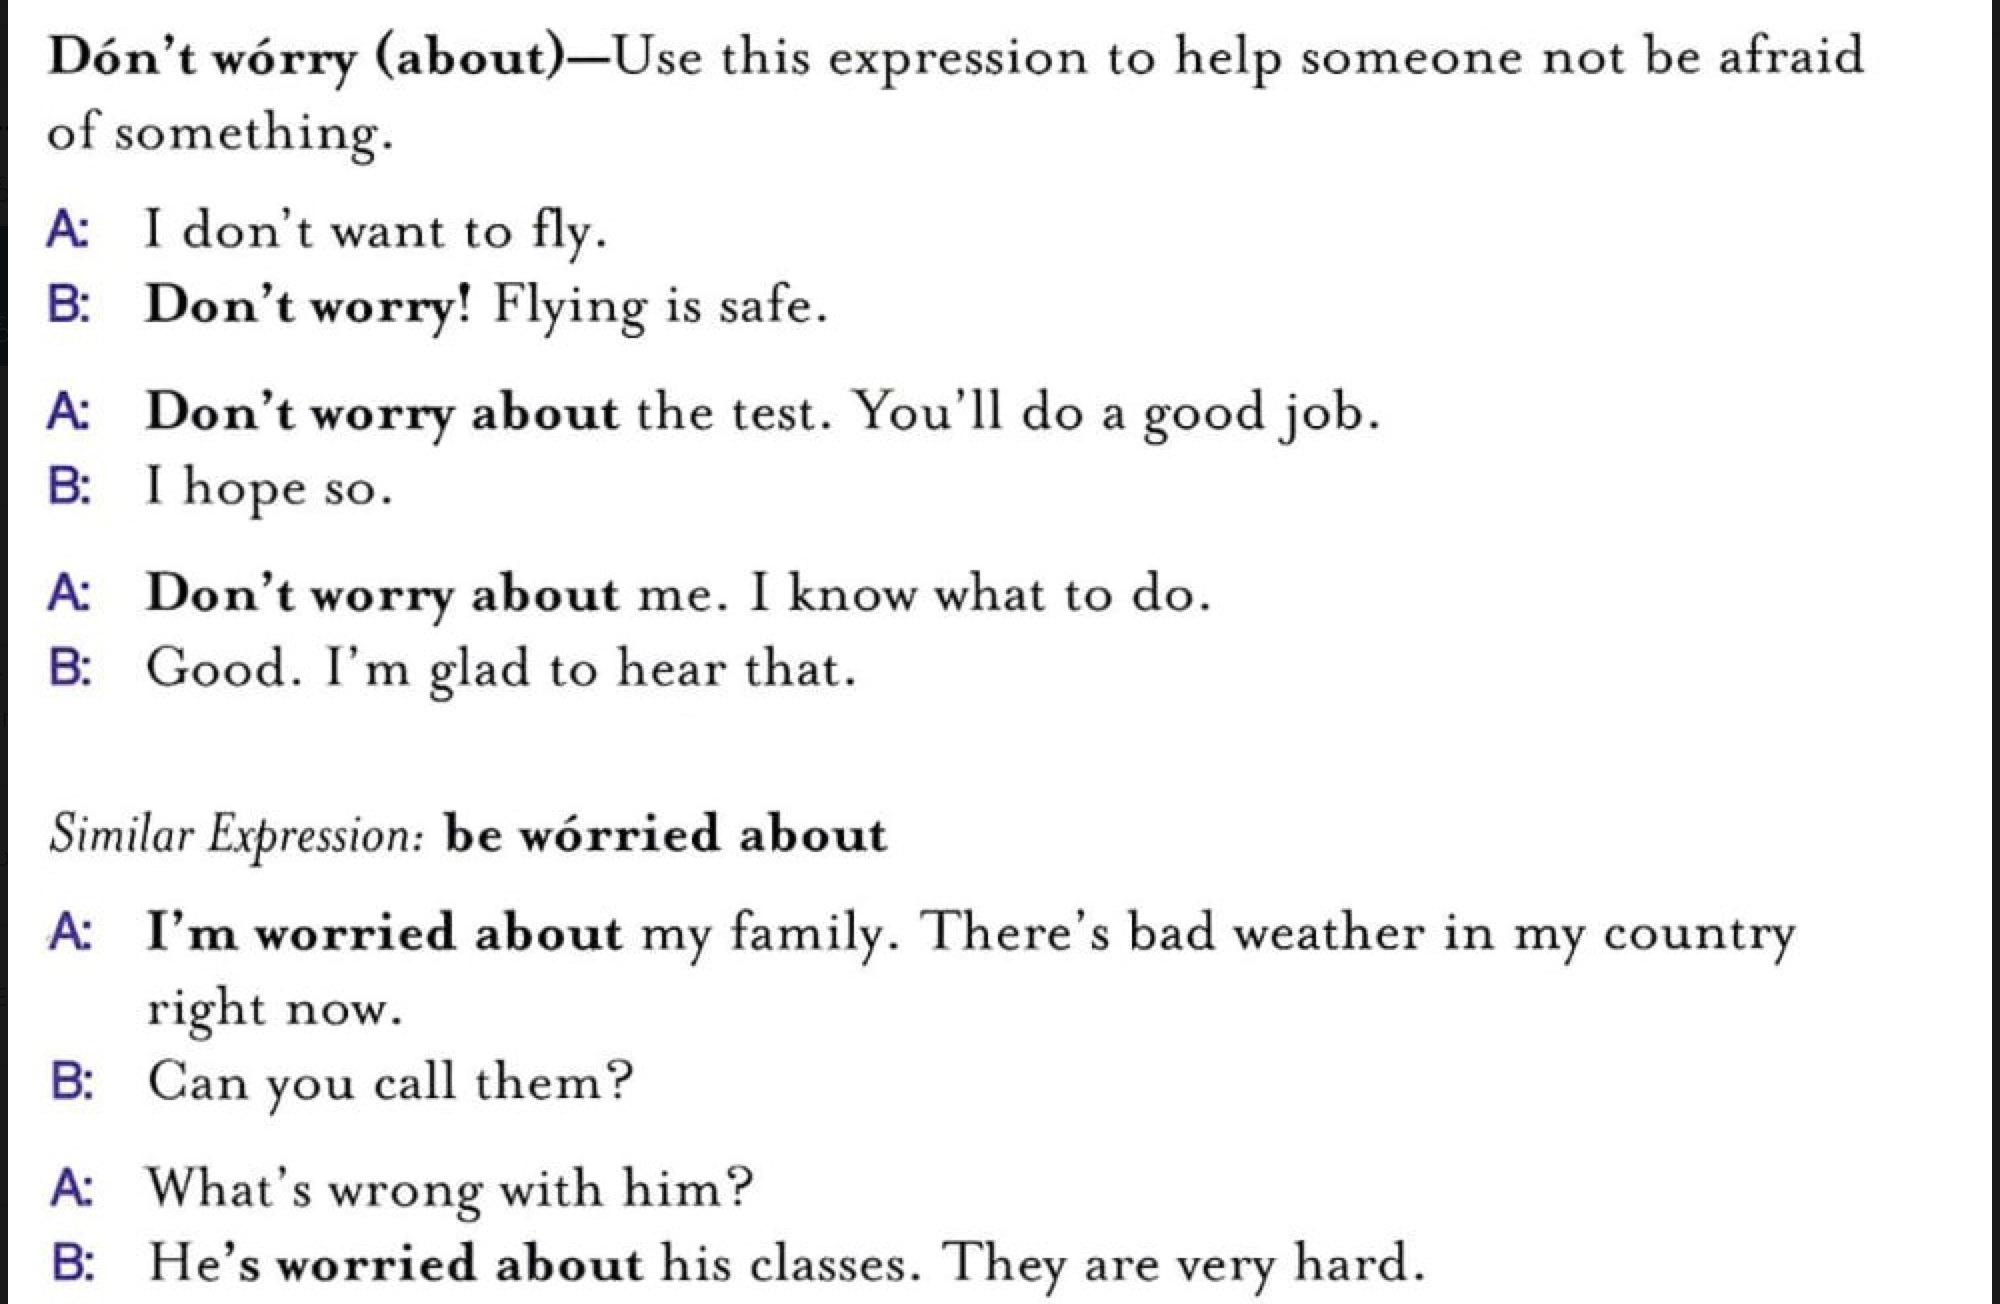 Dón't wórry (about)—Use this expression to help someone not be afraid
of something.
A: I don't want to fly.
B: Don't worry! Flying is safe.
A: Don't worry about the test. You'll do a good job.
B: I hope so.
A: Don't worry about me. I know what to do.
B: Good. I'm glad to hear that.
Similar Expression: be wórried about
A: I'm worried about my family. There's bad weather in my country
right now.
B: Can you call them?
A: What's wrong with him?
B: He's worried about his classes. They are very hard.